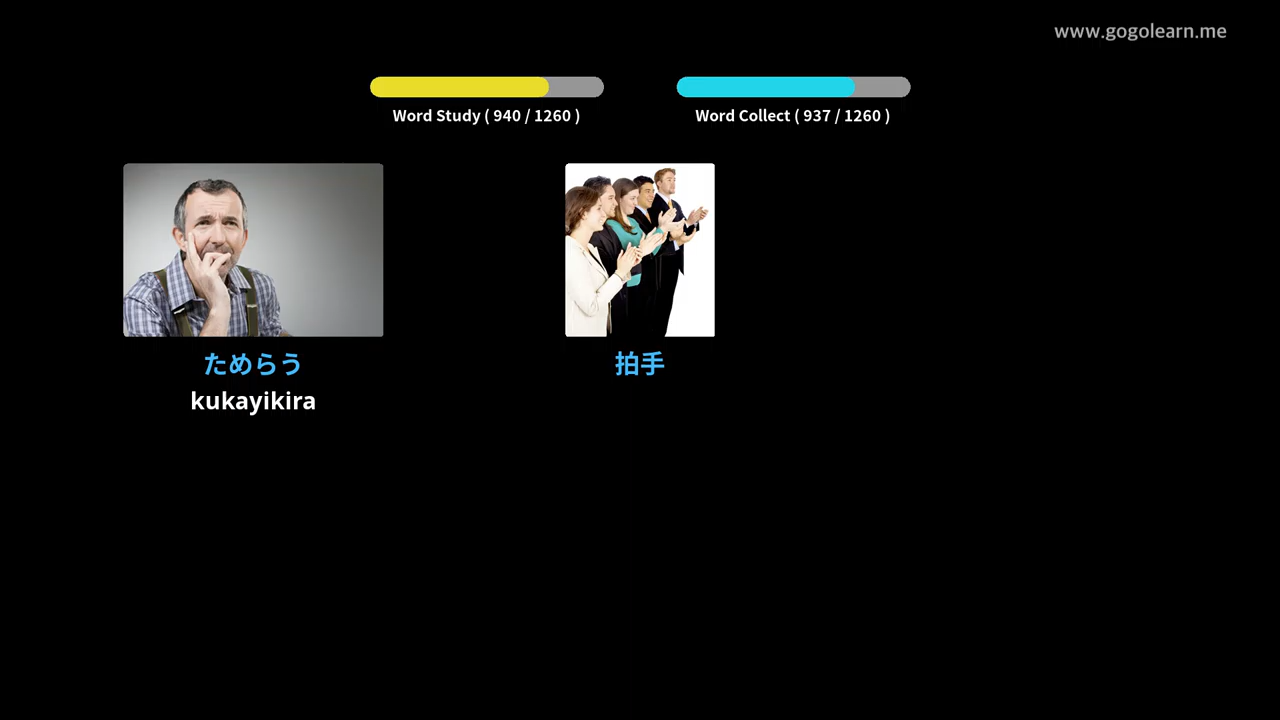 www.gogolearn.me
Word Study ( 940 / 1260 )
Word Collect ( 937 / 1260 )
ためらう
kukayikira
拍手